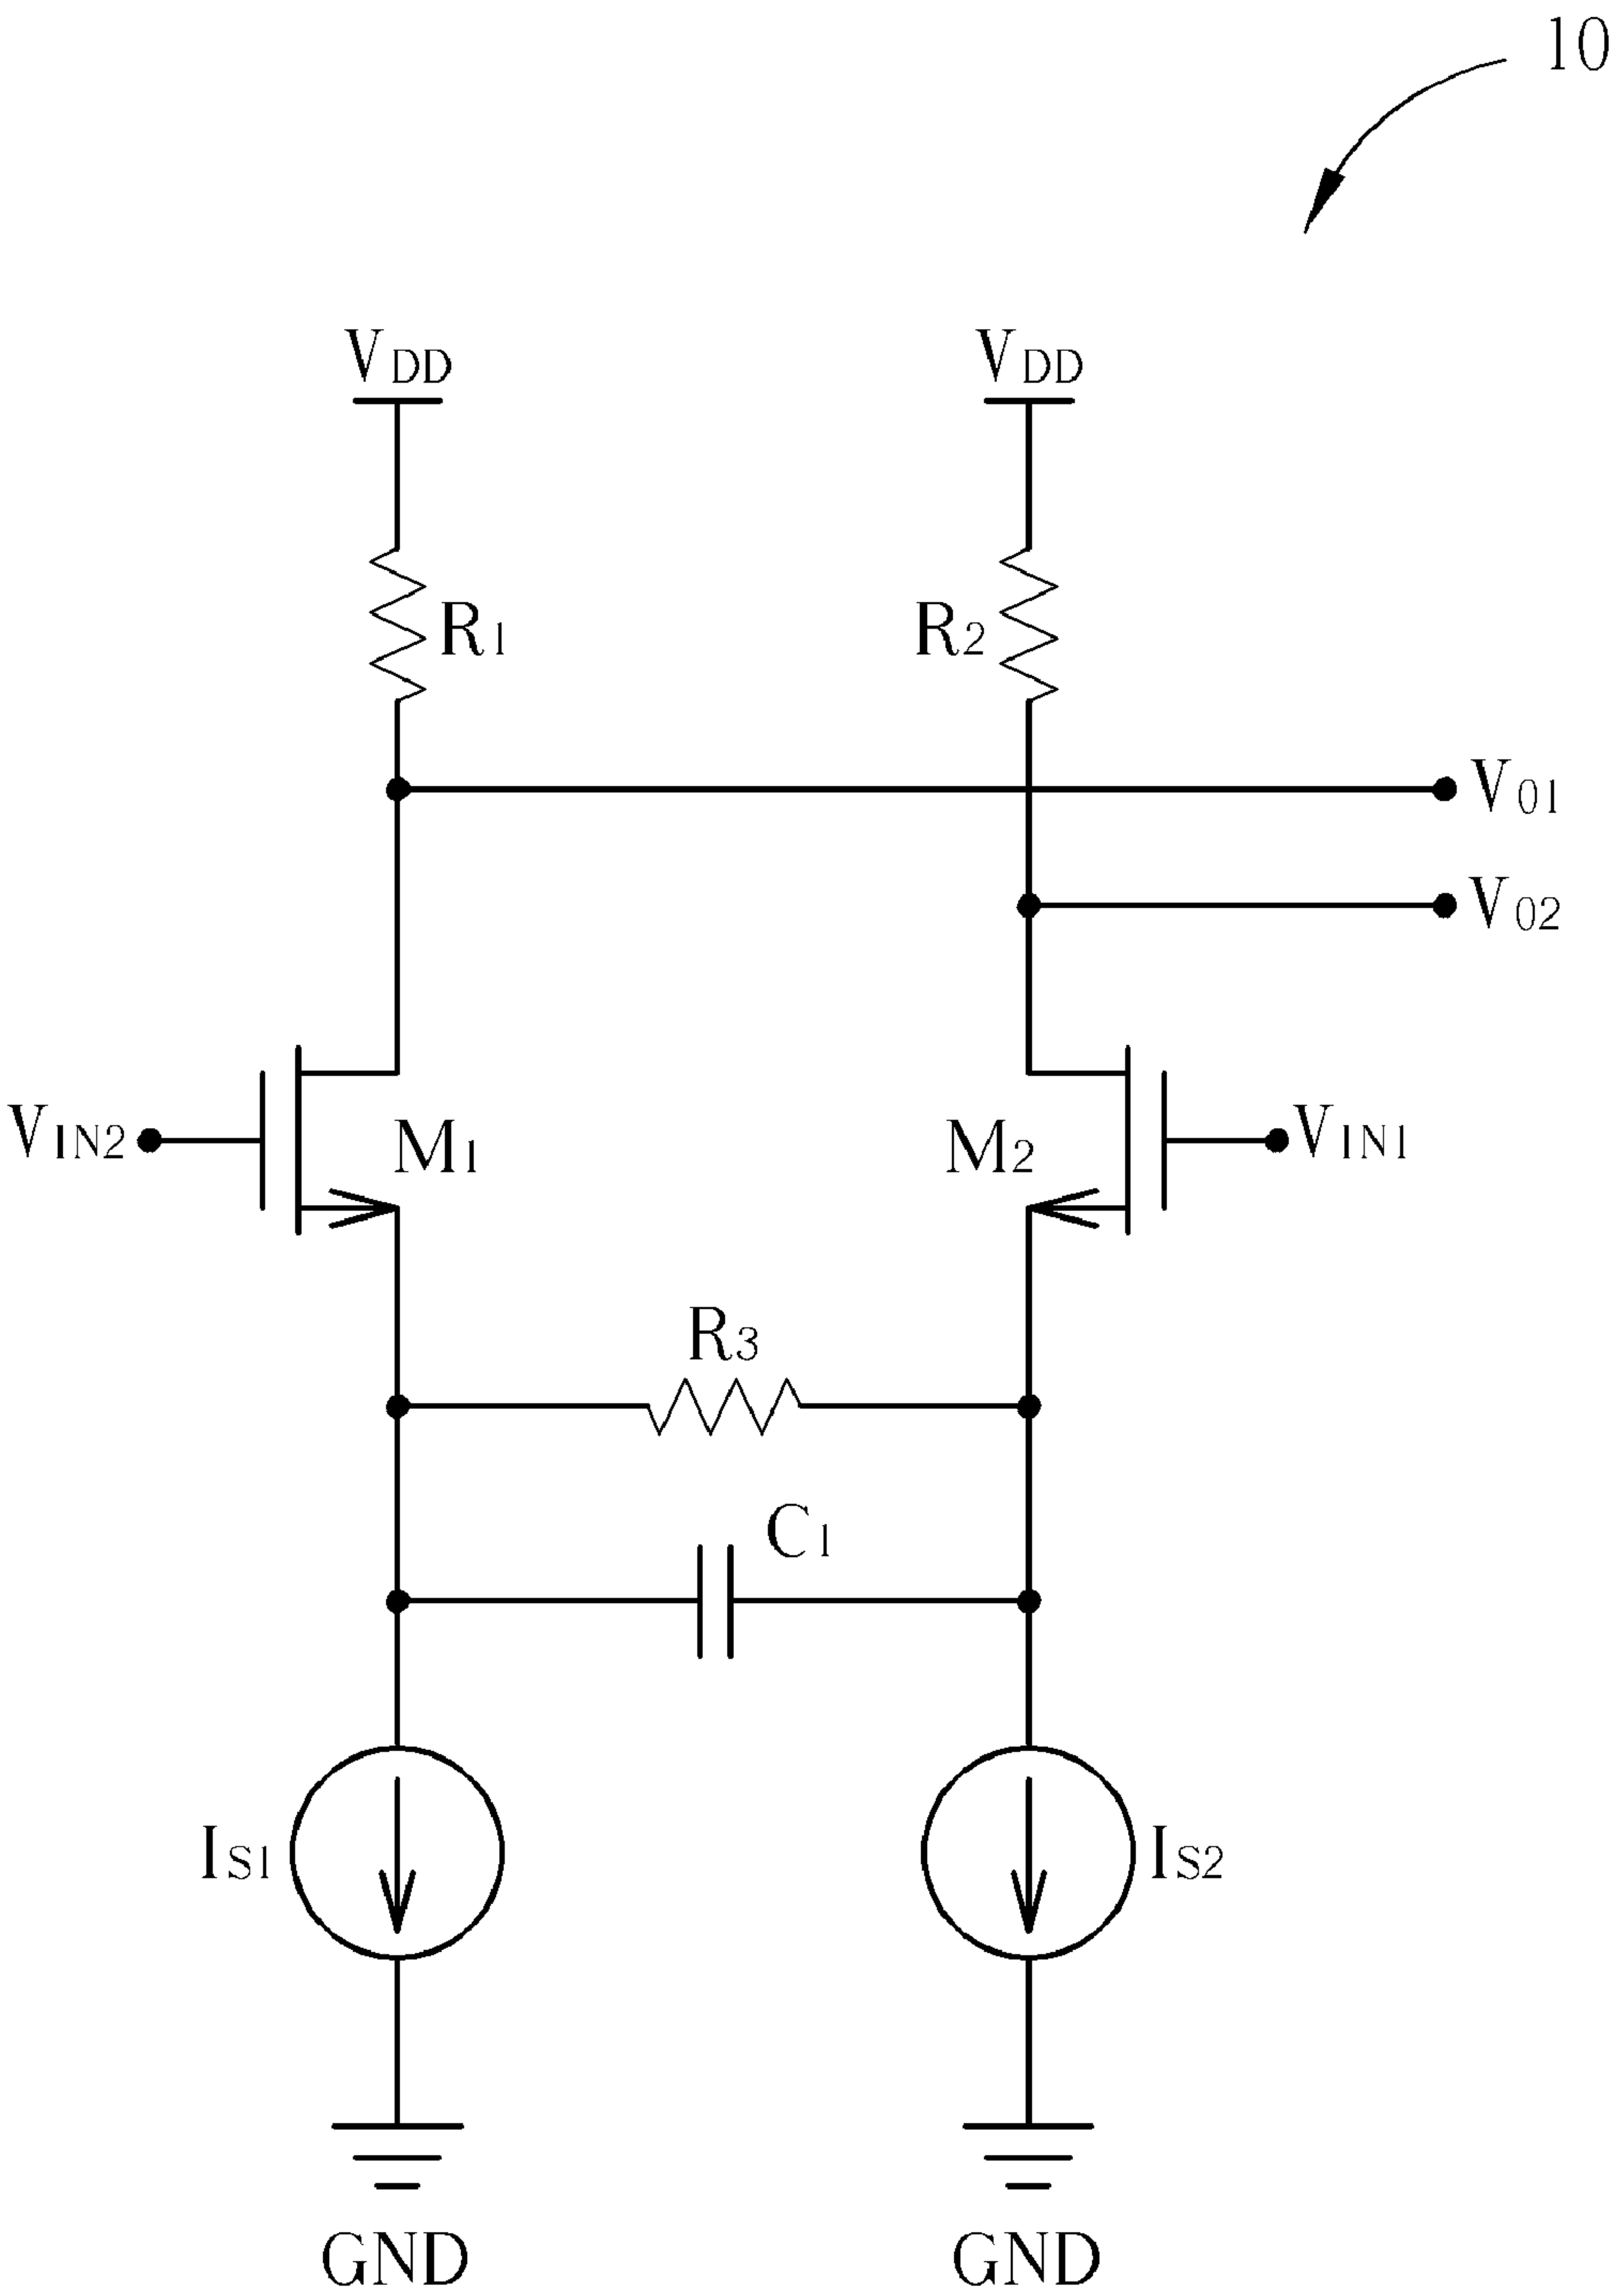 10
VDD
VDD
R1
R2
V01
V02
VIN2
M1
M2
VIN1
R3
C1
IS1
IS2
GND
GND